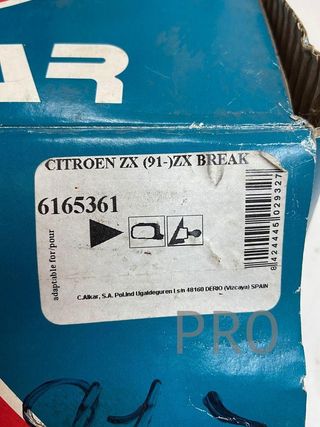 AR
CITROEN ZX (91-)ZX BREAK
6165361
adaptable for/pour
8 424445 029327
C.Alkar, S.A. Pol.Ind Ugaldeguren I s/n 48160 DERIO (Vizcaya) SPAIN
PRO